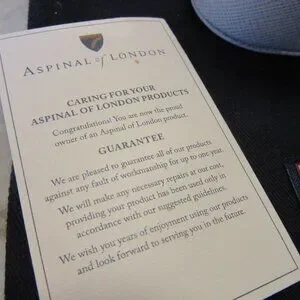 ASPINAL of LONDON
CARING FOR YOUR
ASPINAL OF LONDON PRODUCTS
Congratulations! You are now the proud
owner of an Aspinal of London product.
GUARANTEE
We are pleased to guarantee all of our products
against any fault of workmanship for up to one year.
We will make any necessary repairs at our cost,
providing your product has been used only in
accordance with our suggested guidelines.
We wish you years of enjoyment using our products
and look forward to serving you in the future.